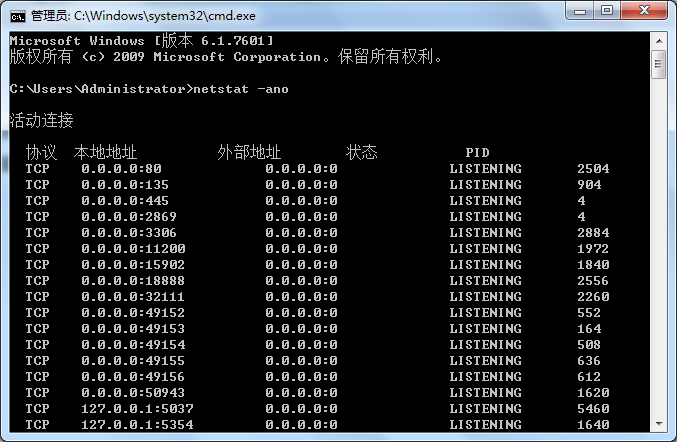 管理员: C:\Windows\system32\cmd.exe
Microsoft Windows [版本 6.1.7601]
版权所有 (c) 2009 Microsoft Corporation。保留所有权利。
C:\Users\Administrator>netstat -ano
活动连接
协议 本地地址 外部地址 状态 PID
TCP 0.0.0.0:80 0.0.0.0:0 LISTENING 2504
TCP 0.0.0.0:135 0.0.0.0:0 LISTENING 904
TCP 0.0.0.0:445 0.0.0.0:0 LISTENING 4
TCP 0.0.0.0:2869 0.0.0.0:0 LISTENING 4
TCP 0.0.0.0:3306 0.0.0.0:0 LISTENING 2884
TCP 0.0.0.0:11200 0.0.0.0:0 LISTENING 1972
TCP 0.0.0.0:15902 0.0.0.0:0 LISTENING 1840
TCP 0.0.0.0:18888 0.0.0.0:0 LISTENING 2556
TCP 0.0.0.0:32111 0.0.0.0:0 LISTENING 2260
TCP 0.0.0.0:49152 0.0.0.0:0 LISTENING 552
TCP 0.0.0.0:49153 0.0.0.0:0 LISTENING 164
TCP 0.0.0.0:49154 0.0.0.0:0 LISTENING 508
TCP 0.0.0.0:49155 0.0.0.0:0 LISTENING 636
TCP 0.0.0.0:49156 0.0.0.0:0 LISTENING 612
TCP 0.0.0.0:50943 0.0.0.0:0 LISTENING 1620
TCP 127.0.0.1:5037 0.0.0.0:0 LISTENING 5460
TCP 127.0.0.1:5354 0.0.0.0:0 LISTENING 1640